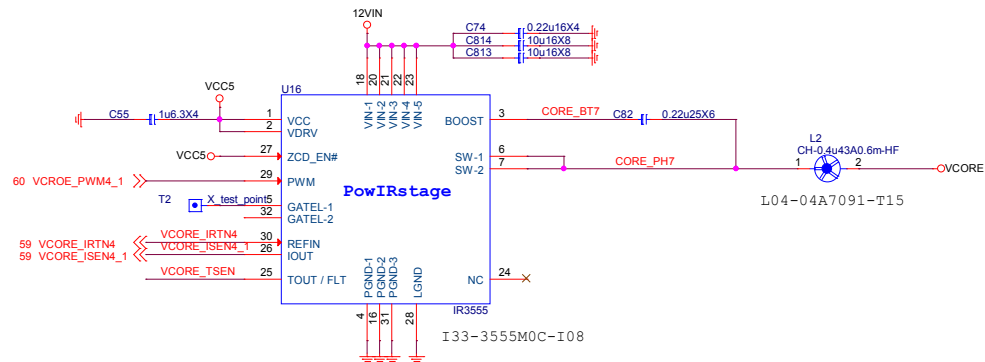 12VIN
C74 0.22u16X4
C814 10u16X8
C813 10u16X8
18 20 21 22 23
VCC5
U16
VIN-1 VIN-2 VIN-3 VIN-4 VIN-5
C55 1u6.3X4
1 VCC
2 VDRV
BOOST 3 CORE_BT7 C82 0.22u25X6
VCC5 27 ZCD_EN#
SW-1 6
SW-2 7 CORE_PH7
L2
CH-0.4u43A0.6m-HF
1 2 VCORE
L04-04A7091-T15
60 VCROE_PWM4_1 29 PWM
PowIRstage
T2 X_test_point 5 GATEL-1
32 GATEL-2
59 VCORE_IRTN4 VCORE_IRTN4 30 REFIN
59 VCORE_ISEN4_1 VCORE_ISEN4_1 26 IOUT
VCORE_TSEN 25 TOUT / FLT
NC 24
PGND-1 PGND-2 PGND-3 LGND
IR3555
4 16 31 28
I33-3555M0C-I08